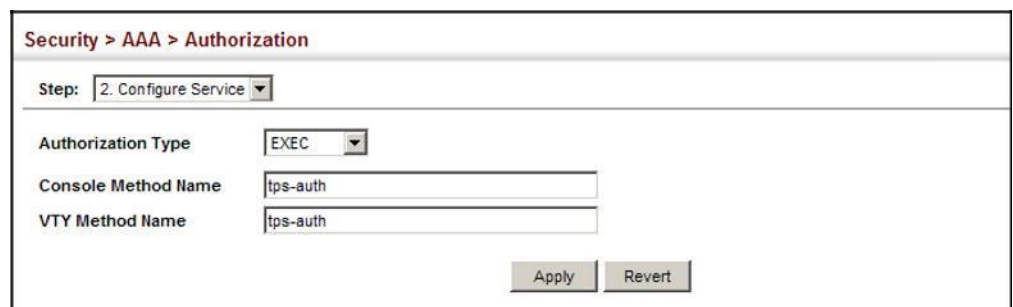 Security > AAA > Authorization
Step: 2. Configure Service
Authorization Type EXEC
Console Method Name tps-auth
VTY Method Name tps-auth
Apply Revert